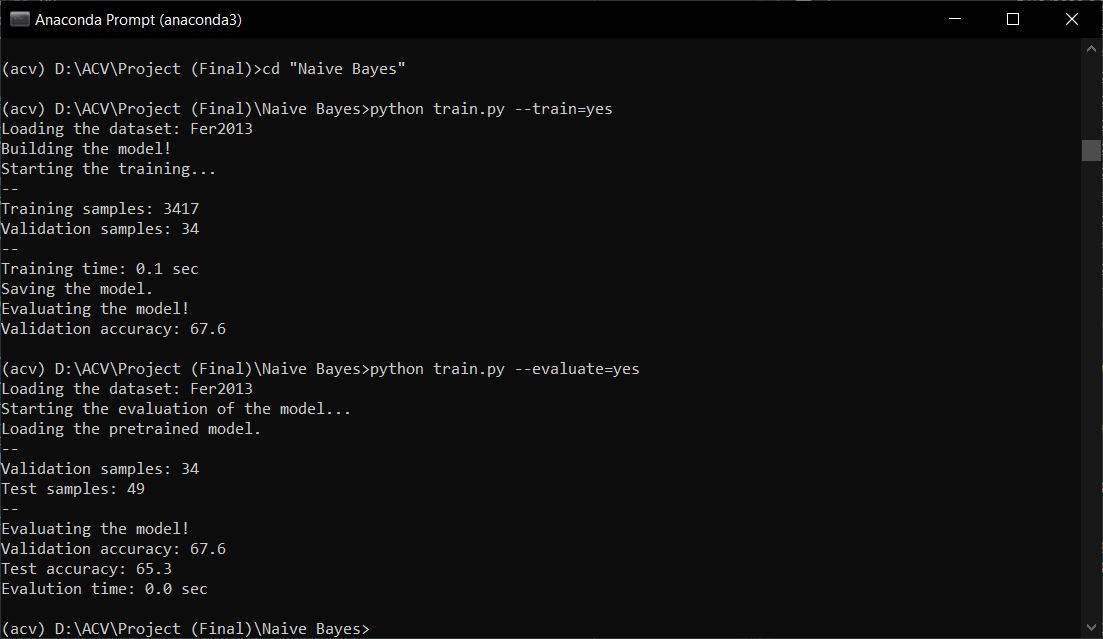 Anaconda Prompt (anaconda3)
(acv) D:\ACV\Project (Final)>cd "Naive Bayes"
(acv) D:\ACV\Project (Final)\Naive Bayes>python train.py --train=yes
Loading the dataset: Fer2013
Building the model!
Starting the training...
--
Training samples: 3417
Validation samples: 34
--
Training time: 0.1 sec
Saving the model.
Evaluating the model!
Validation accuracy: 67.6
(acv) D:\ACV\Project (Final)\Naive Bayes>python train.py --evaluate=yes
Loading the dataset: Fer2013
Starting the evaluation of the model...
Loading the pretrained model.
--
Validation samples: 34
Test samples: 49
--
Evaluating the model!
Validation accuracy: 67.6
Test accuracy: 65.3
Evalution time: 0.0 sec
(acv) D:\ACV\Project (Final)\Naive Bayes>